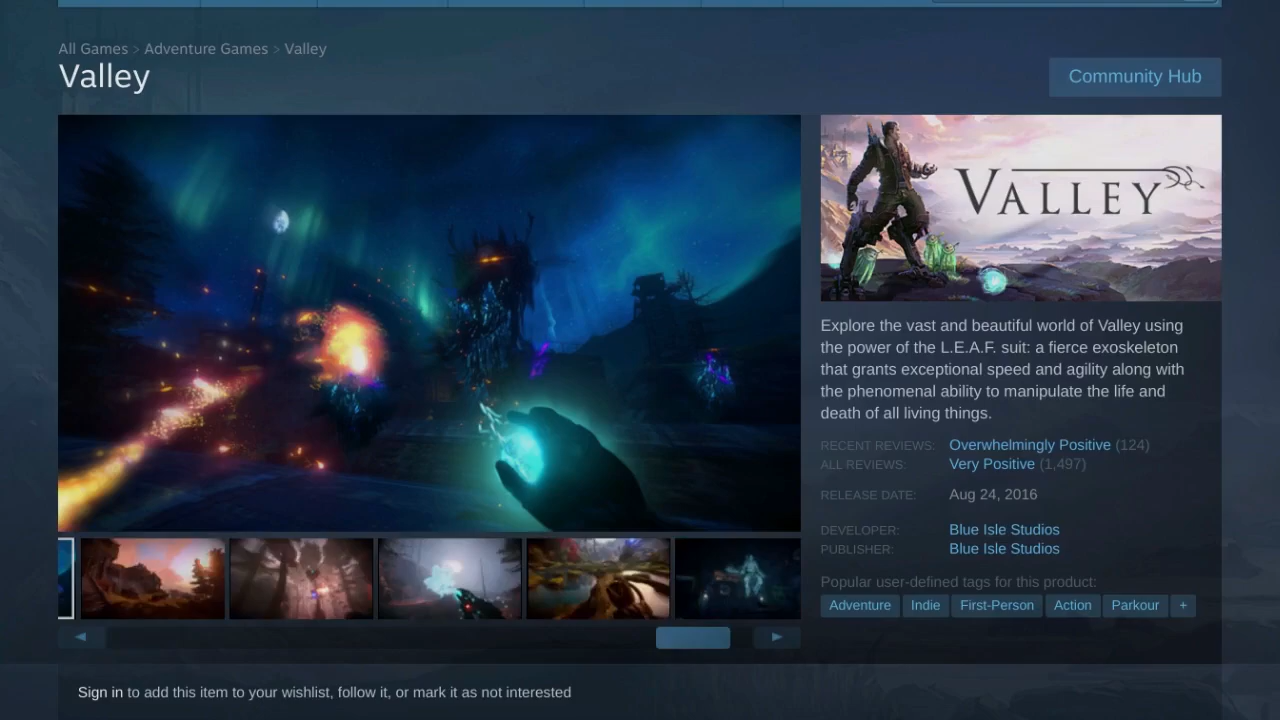 All Games > Adventure Games > Valley
Valley
Community Hub
VALLEY
Explore the vast and beautiful world of Valley using
the power of the L.E.A.F. suit: a fierce exoskeleton
that grants exceptional speed and agility along with
the phenomenal ability to manipulate the life and
death of all living things.
RECENT REVIEWS: Overwhelmingly Positive (124)
ALL REVIEWS: Very Positive (1,497)
RELEASE DATE: Aug 24, 2016
DEVELOPER: Blue Isle Studios
PUBLISHER: Blue Isle Studios
Popular user-defined tags for this product:
Adventure Indie First-Person Action Parkour +
Sign in to add this item to your wishlist, follow it, or mark it as not interested